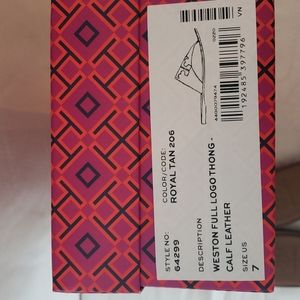 STYLE NO:
64299
COLOR/CODE:
ROYAL TAN 206
DESCRIPTION
WESTON FULL LOGO THONG -
CALF LEATHER
SIZE US
7
192485397796
VN